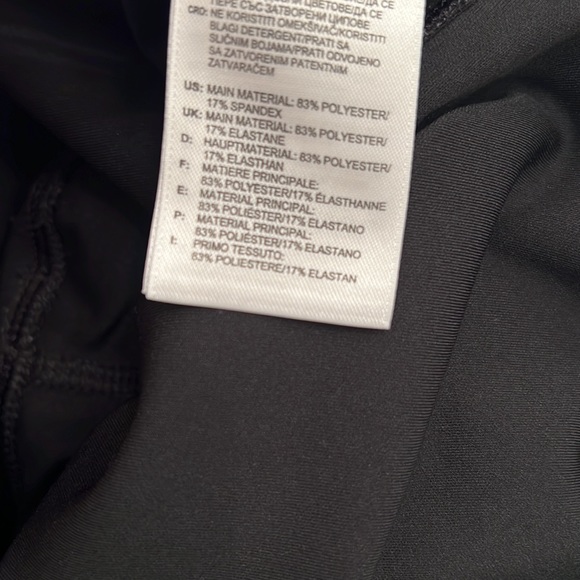 ПЕРЕ СЪС ЗАТВОРЕНИ ЦИПОВЕ
CRO: NE KORISTITI OMEKŠIVAČ/KORISTITI
BLAGI DETERGENT/PRATI SA
SLIČNIM BOJAMA/PRATI ODVOJENO
SA ZATVORENIM PATENTNIM
ZATVARAČEM
US: MAIN MATERIAL: 83% POLYESTER/
17% SPANDEX
UK: MAIN MATERIAL: 83% POLYESTER/
17% ELASTANE
D: HAUPTMATERIAL: 83% POLYESTER/
17% ELASTHAN
F: MATIERE PRINCIPALE:
83% POLYESTER/17% ELASTHANNE
E: MATERIAL PRINCIPAL:
83% POLIÉSTER/17% ELASTANO
P: MATERIAL PRINCIPAL:
83% POLIÉSTER/17% ELASTANO
I: PRIMO TESSUTO:
83% POLIESTERE/17% ELASTAN